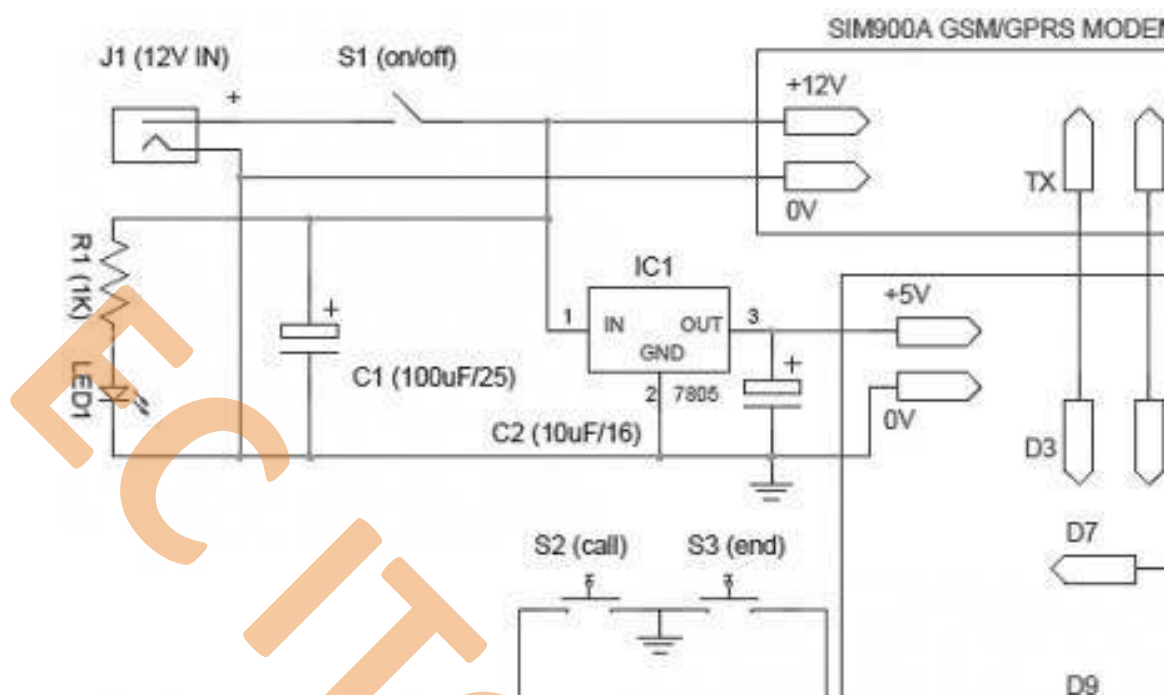 SIM900A GSM/GPRS MODEM
J1 (12V IN)
S1 (on/off)
+
+12V
0V
TX
R1 (1K)
LED1
+
C1 (100uF/25)
IC1
1
IN
OUT
GND
3
2
7805
+
C2 (10uF/16)
+5V
0V
D3
S2 (call)
S3 (end)
D7
D9